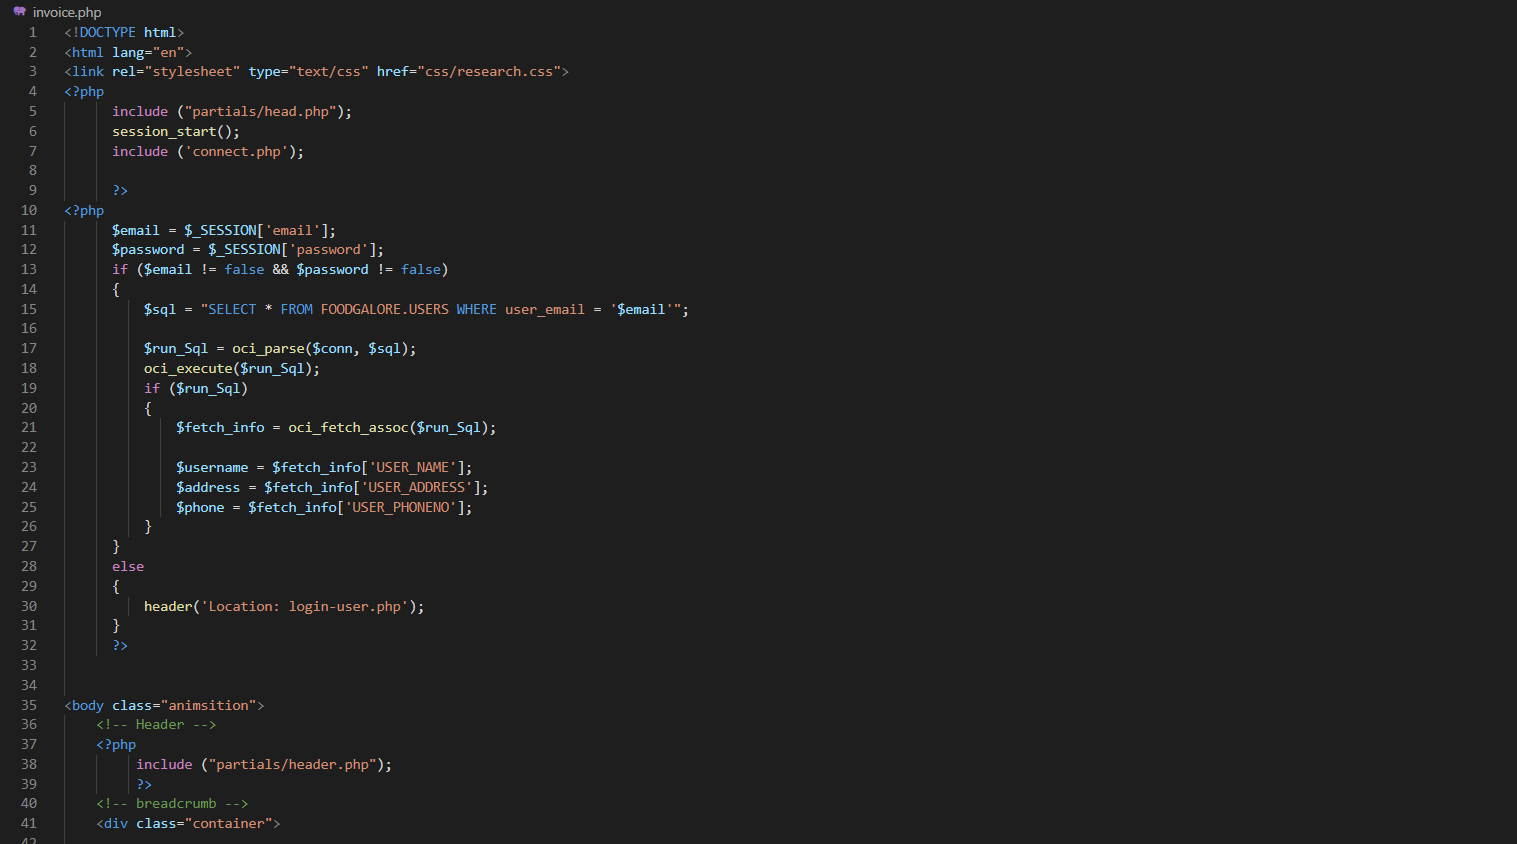 invoice.php
1 <!DOCTYPE html>
2 <html lang="en">
3 <link rel="stylesheet" type="text/css" href="css/research.css">
4 <?php
5 include ("partials/head.php");
6 session_start();
7 include ('connect.php');
8
9 ?>
10 <?php
11 $email = $_SESSION['email'];
12 $password = $_SESSION['password'];
13 if ($email != false && $password != false)
14 {
15 $sql = "SELECT * FROM FOODGALORE.USERS WHERE user_email = '$email'";
16
17 $run_Sql = oci_parse($conn, $sql);
18 oci_execute($run_Sql);
19 if ($run_Sql)
20 {
21 $fetch_info = oci_fetch_assoc($run_Sql);
22
23 $username = $fetch_info['USER_NAME'];
24 $address = $fetch_info['USER_ADDRESS'];
25 $phone = $fetch_info['USER_PHONENO'];
26 }
27 }
28 else
29 {
30 header('Location: login-user.php');
31 }
32 ?>
33
34
35 <body class="animsition">
36 <!-- Header -->
37 <?php
38 include ("partials/header.php");
39 ?>
40 <!-- breadcrumb -->
41 <div class="container">
42